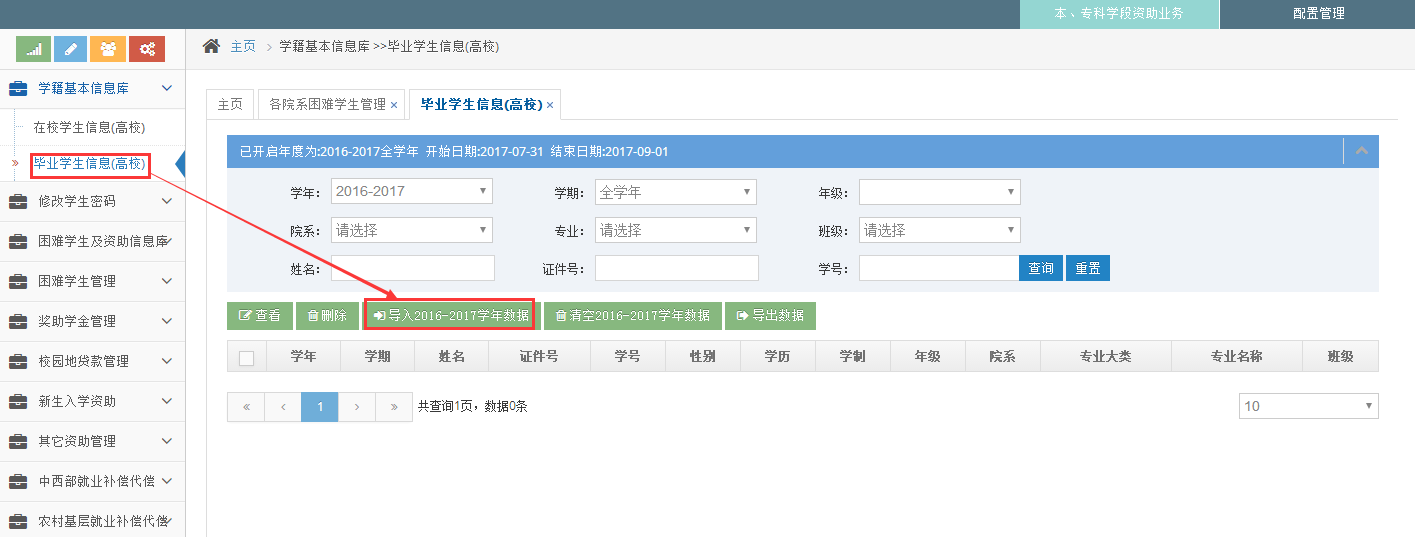 本、专科学段资助业务 配置管理
主页 学籍基本信息库 >>毕业学生信息(高校)
学籍基本信息库
在校学生信息(高校)
毕业学生信息(高校)
修改学生密码
困难学生及资助信息库
困难学生管理
奖助学金管理
校园地贷款管理
新生入学资助
其它资助管理
中西部就业补偿代偿
农村基层就业补偿代偿
主页 各院系困难学生管理 × 毕业学生信息(高校) ×
已开启年度为:2016-2017全学年 开始日期:2017-07-31 结束日期:2017-09-01
学年: 2016-2017 学期: 全学年 年级:
院系: 请选择 专业: 请选择 班级: 请选择
姓名: 证件号: 学号: 查询 重置
查看 删除 导入2016-2017学年数据 清空2016-2017学年数据 导出数据
学年 学期 姓名 证件号 学号 性别 学历 学制 年级 院系 专业大类 专业名称 班级
« ‹ 1 › » 共查询1页，数据0条 10